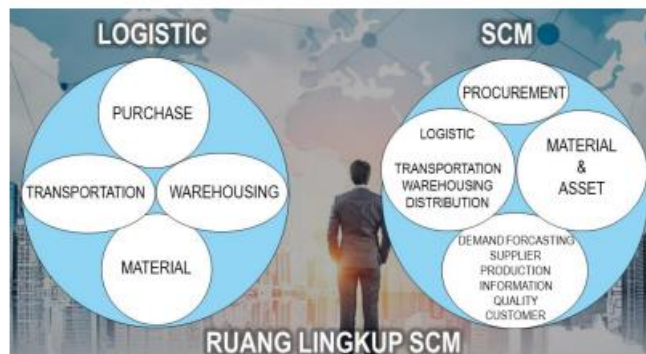 LOGISTIC
PURCHASE
TRANSPORTATION
WAREHOUSING
MATERIAL
SCM
PROCUREMENT
LOGISTIC
TRANSPORTATION
WAREHOUSING
DISTRIBUTION
MATERIAL
&
ASSET
DEMAND FORCASTING
SUPPLIER
PRODUCTION
INFORMATION
QUALITY
CUSTOMER
RUANG LINGKUP SCM